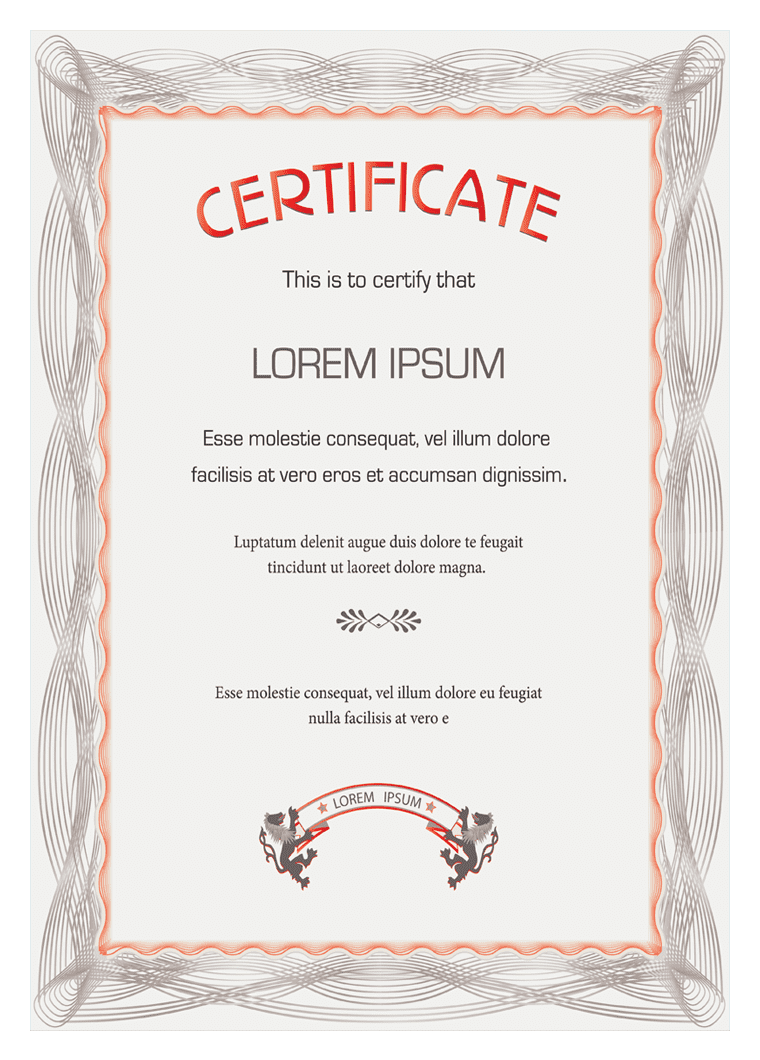 CERTIFICATE
This is to certify that
LOREM IPSUM
Esse molestie consequat, vel illum dolore
facilisis at vero eros et accumsan dignissim.
Luptatum delenit augue duis dolore te feugait
tincidunt ut laoreet dolore magna.
Esse molestie consequat, vel illum dolore eu feugiat
nulla facilisis at vero e
LOREM IPSUM